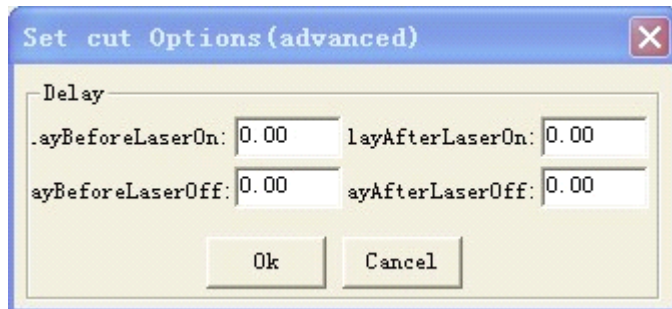 Set cut Options(advanced)
Delay
.ayBeforeLaserOn: 0.00 layAfterLaserOn: 0.00
ayBeforeLaserOff: 0.00 ayAfterLaserOff: 0.00
Ok Cancel